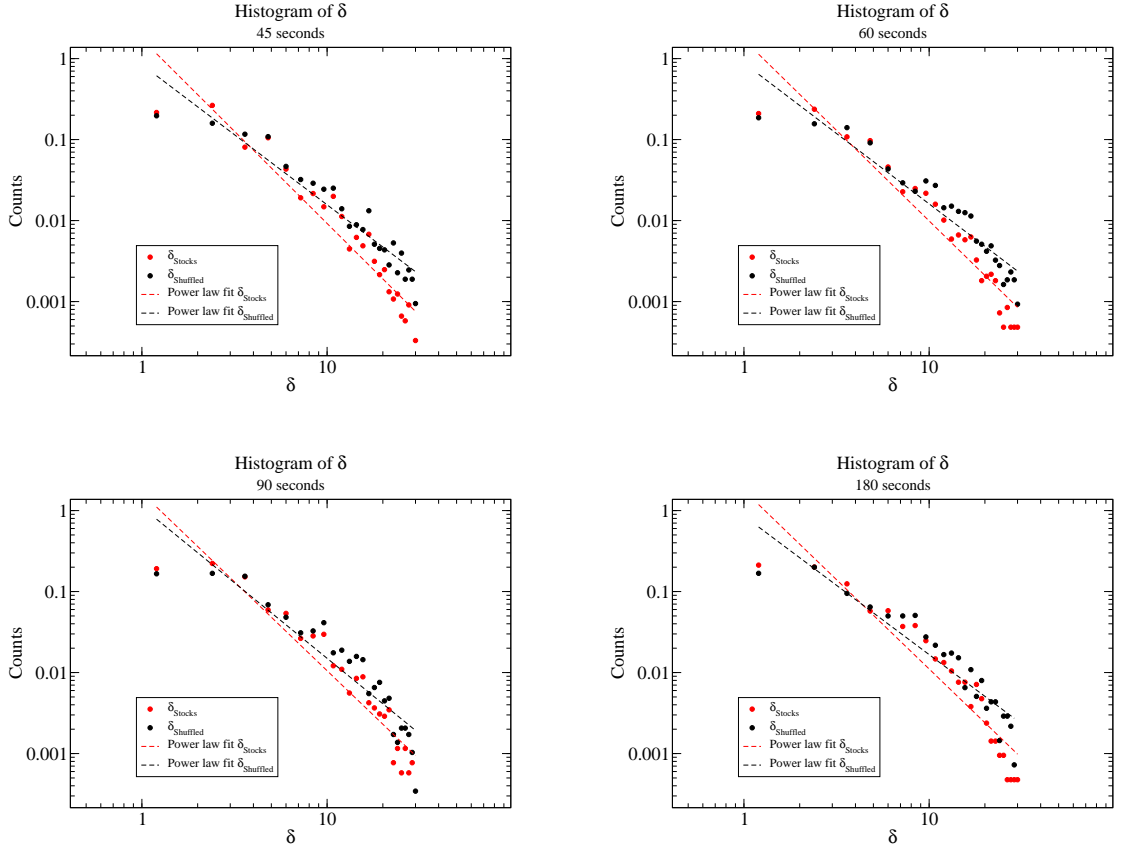 Histogram of δ
45 seconds
1
0.1
0.01
0.001
Counts
δStocks
δShuffled
Power law fit δStocks
Power law fit δShuffled
1 10
δ
Histogram of δ
60 seconds
1
0.1
0.01
0.001
Counts
δStocks
δShuffled
Power law fit δStocks
Power law fit δShuffled
1 10
δ
Histogram of δ
90 seconds
1
0.1
0.01
0.001
Counts
δStocks
δShuffled
Power law fit δStocks
Power law fit δShuffled
1 10
δ
Histogram of δ
180 seconds
1
0.1
0.01
0.001
Counts
δStocks
δShuffled
Power law fit δStocks
Power law fit δShuffled
1 10
δ